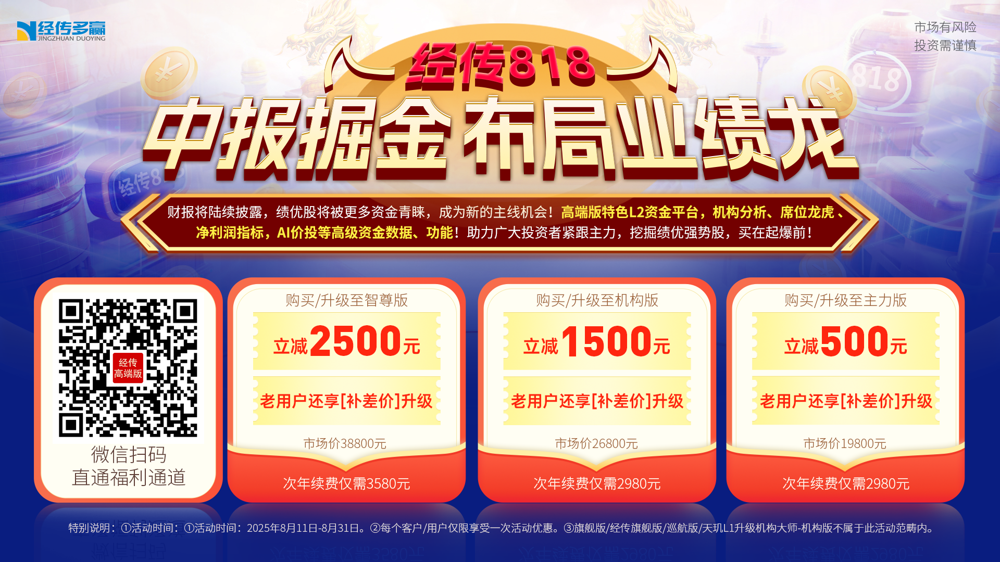 经传多赢
JINGZHUAN DUOYING
市场有风险
投资需谨慎
经传818
818
中报掘金 布局业绩龙
经传818
财报将陆续披露，绩优股将被更多资金青睐，成为新的主线机会！高端版特色L2资金平台，机构分析、席位龙虎、
净利润指标，AI价投等高级资金数据、功能！助力广大投资者紧跟主力，挖掘绩优强势股，买在起爆前！
经传
高端版
微信扫码
直通福利通道
购买/升级至智尊版
立减2500元
老用户还享[补差价]升级
市场价38800元
次年续费仅需3580元
购买/升级至机构版
立减1500元
老用户还享[补差价]升级
市场价26800元
次年续费仅需2980元
购买/升级至主力版
立减500元
老用户还享[补差价]升级
市场价19800元
次年续费仅需2980元
特别说明：①活动时间：①活动时间：2025年8月11日-8月31日。②每个客户/用户仅限享受一次活动优惠。③旗舰版/经传旗舰版/巡航版/天玑L1升级机构大师-机构版不属于此活动范畴内。